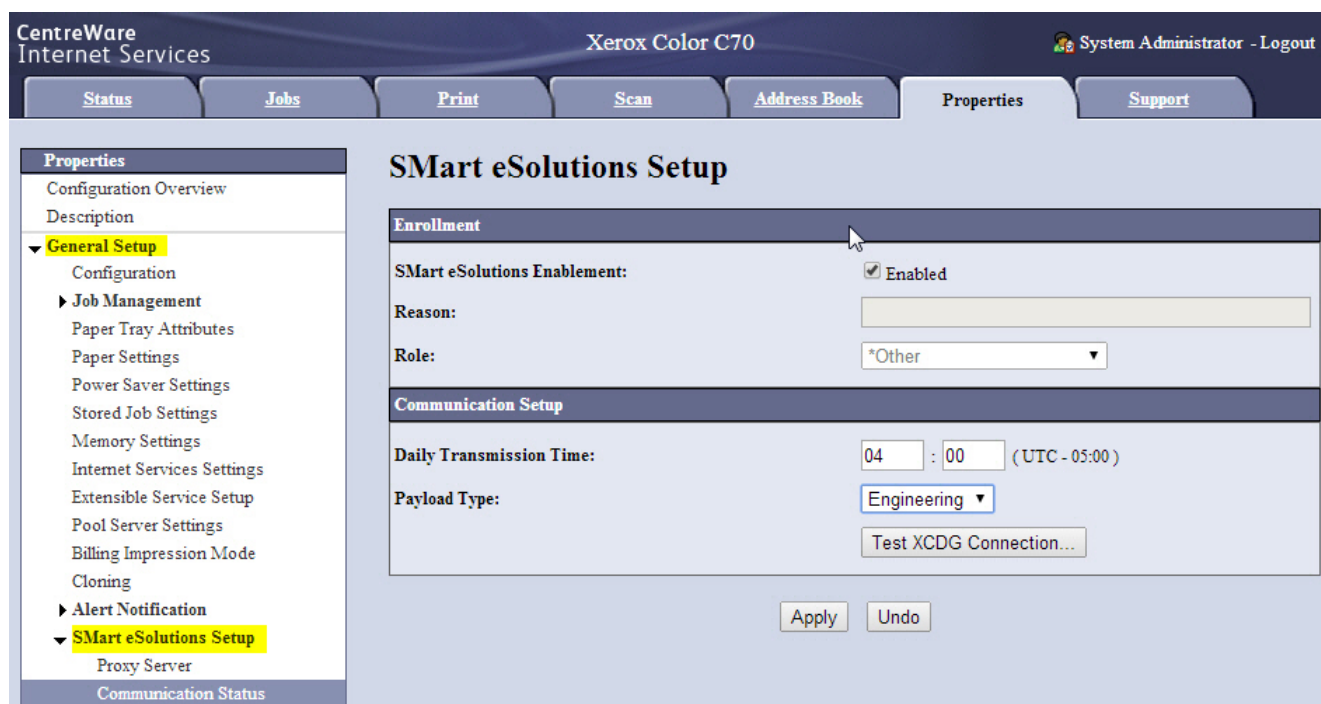 CentreWare
Internet Services
Xerox Color C70
System Administrator - Logout
Status
Jobs
Print
Scan
Address Book
Properties
Support
Properties
Configuration Overview
Description
General Setup
Configuration
Job Management
Paper Tray Attributes
Paper Settings
Power Saver Settings
Stored Job Settings
Memory Settings
Internet Services Settings
Extensible Service Setup
Pool Server Settings
Billing Impression Mode
Cloning
Alert Notification
SMart eSolutions Setup
Proxy Server
Communication Status
SMart eSolutions Setup
Enrollment
SMart eSolutions Enablement:
Enabled
Reason:
Role:
*Other
Communication Setup
Daily Transmission Time:
04 : 00 ( UTC - 05:00 )
Payload Type:
Engineering
Test XCDG Connection...
Apply
Undo